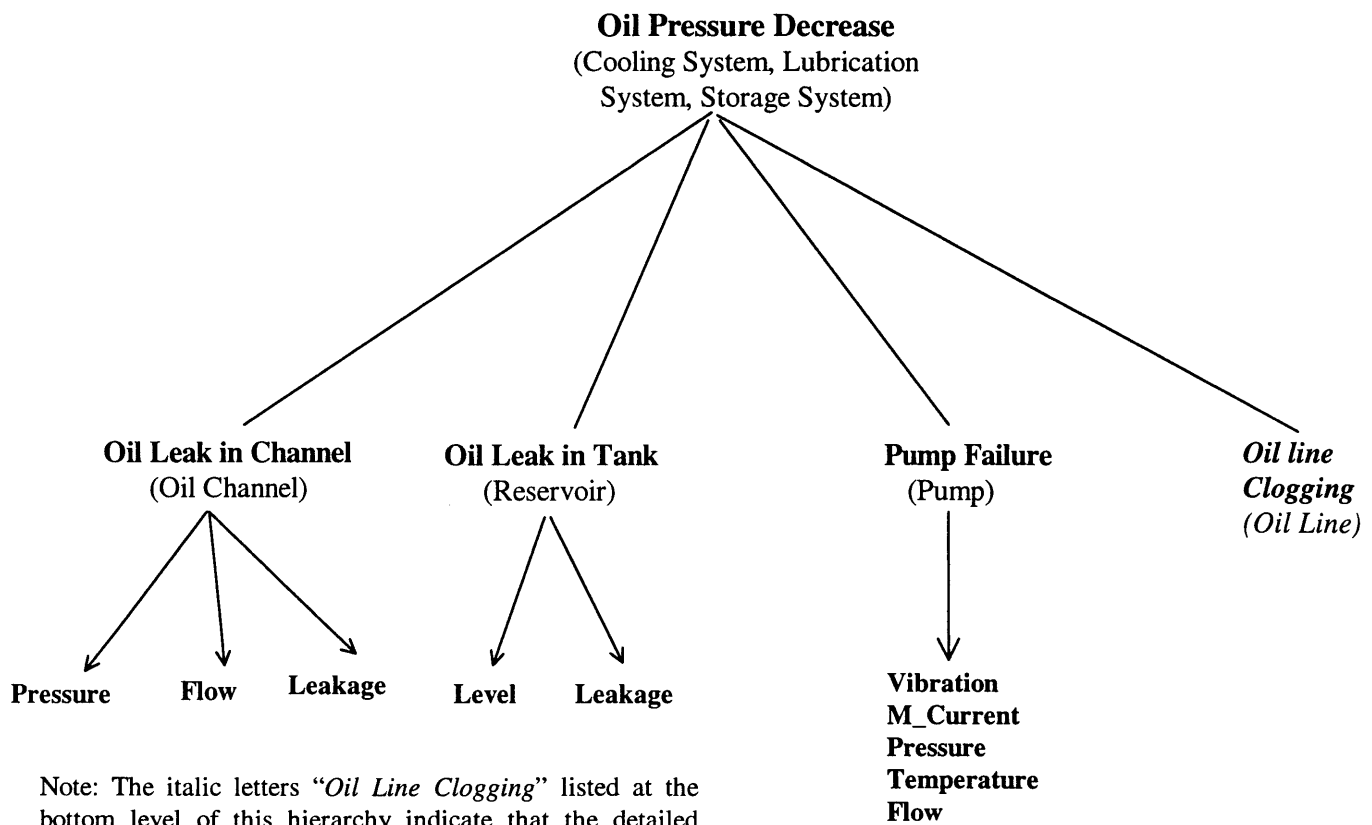 Oil Pressure Decrease
(Cooling System, Lubrication
System, Storage System)
Oil Leak in Channel
(Oil Channel)
Oil Leak in Tank
(Reservoir)
Pump Failure
(Pump)
Oil line
Clogging
(Oil Line)
Pressure
Flow
Leakage
Level
Leakage
Vibration
M_Current
Pressure
Temperature
Flow
Note: The italic letters “Oil Line Clogging” listed at the
bottom level of this hierarchy indicate that the detailed